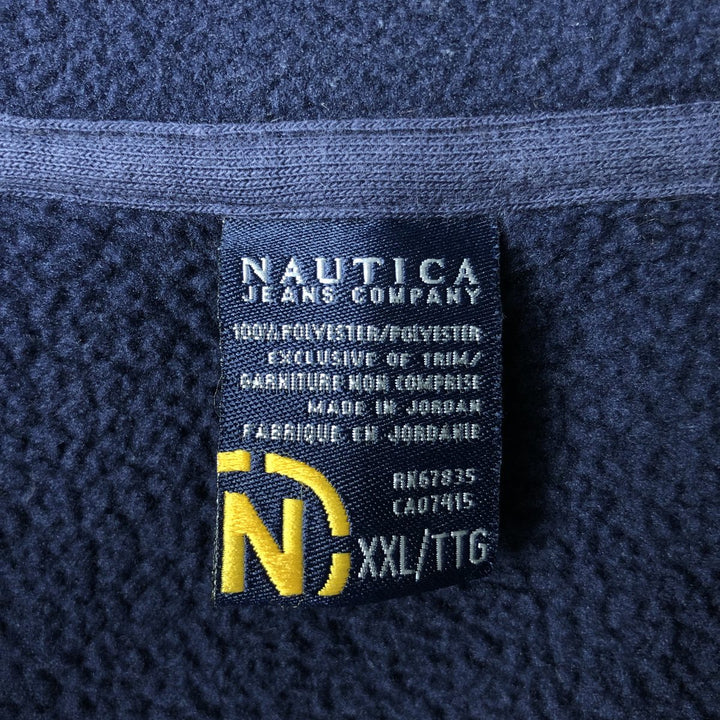 NAUTICA
JEANS COMPANY
100% POLYESTER/POLYESTER
EXCLUSIVE OF TRIM/
GARNITURE NON COMPRISE
MADE IN JORDAN
FABRIQUE EN JORDANIE
RN67835
CA07415
N XXL/TTG